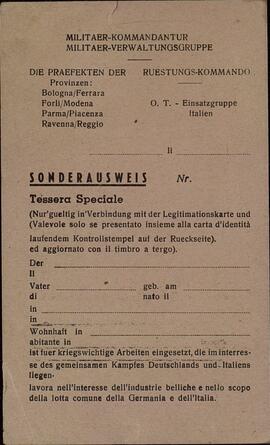 MILITAER-KOMMANDANTUR
MILITAER-VERWALTUNGSGRUPPE
DIE PRAEFEKTEN DER RUESTUNGS-KOMMANDO
Provinzen:
Bologna/Ferrara
Forli/Modena O. T. - Einsatzgruppe
Parma/Piacenza Italien
Ravenna/Reggio
li
SONDERAUSWEIS Nr.
Tessera Speciale
(Nur'gueltig in'Verbindung mit der Legitimationskarte und
(Valevole solo se presentato insieme alla carta d'identità
laufendem Kontrollstempel auf der Rueckseite).
ed aggiornato con il timbro a tergo).
Der
Il
Vater geb. am
di nato il
in
in
Wohnhaft in
abitante in
ist fuer kriegswichtige Arbeiten eingesetzt, die im interres-
se des gemeinsamen Kampfes Deutschlands und Italiens
liegen
lavora nell'interesse dell'industrie belliche e nello scopo
della lotta comune della Germania e dell'Italia.